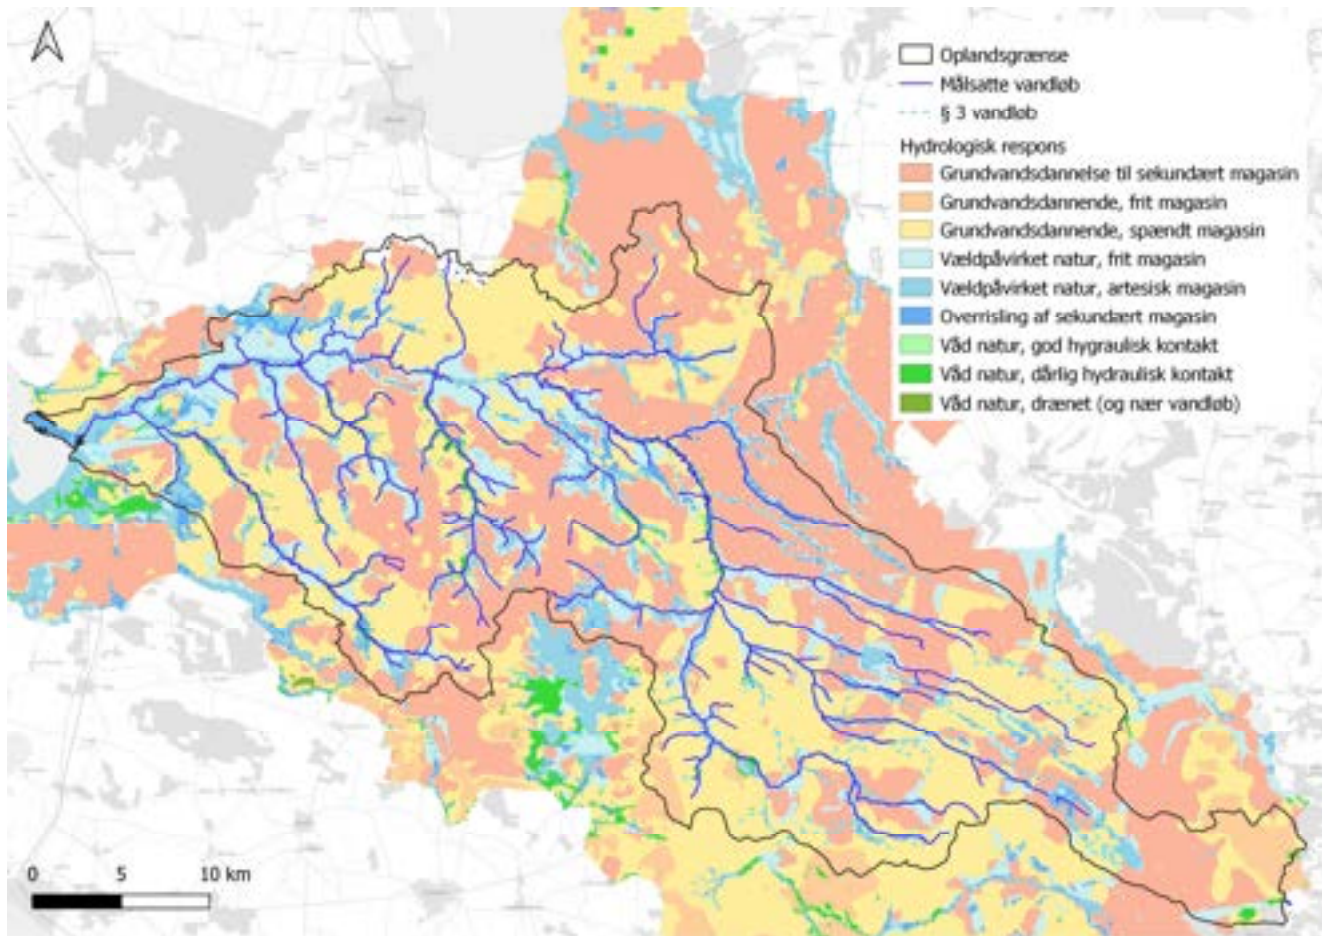 Oplandsgrænse
Målsatte vandløb
§ 3 vandløb
Hydrologisk respons
Grundvandsdannelse til sekundært magasin
Grundvandsdannende, frit magasin
Grundvandsdannende, spændt magasin
Vældpåvirket natur, frit magasin
Vældpåvirket natur, artesisk magasin
Overrisling af sekundært magasin
Våd natur, god hygraulisk kontakt
Våd natur, dårlig hydraulisk kontakt
Våd natur, drænet (og nær vandløb)
0 5 10 km